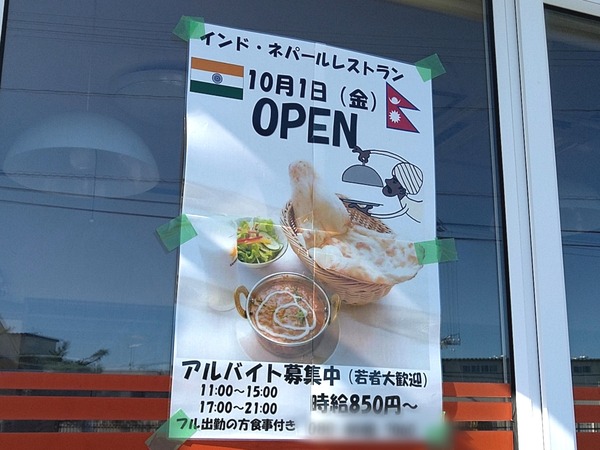 インド・ネパールレストラン
10月1日（金）
OPEN
アルバイト募集中（若者大歓迎）
11:00～15:00
17:00～21:00
時給850円～
フル出勤の方食事付き